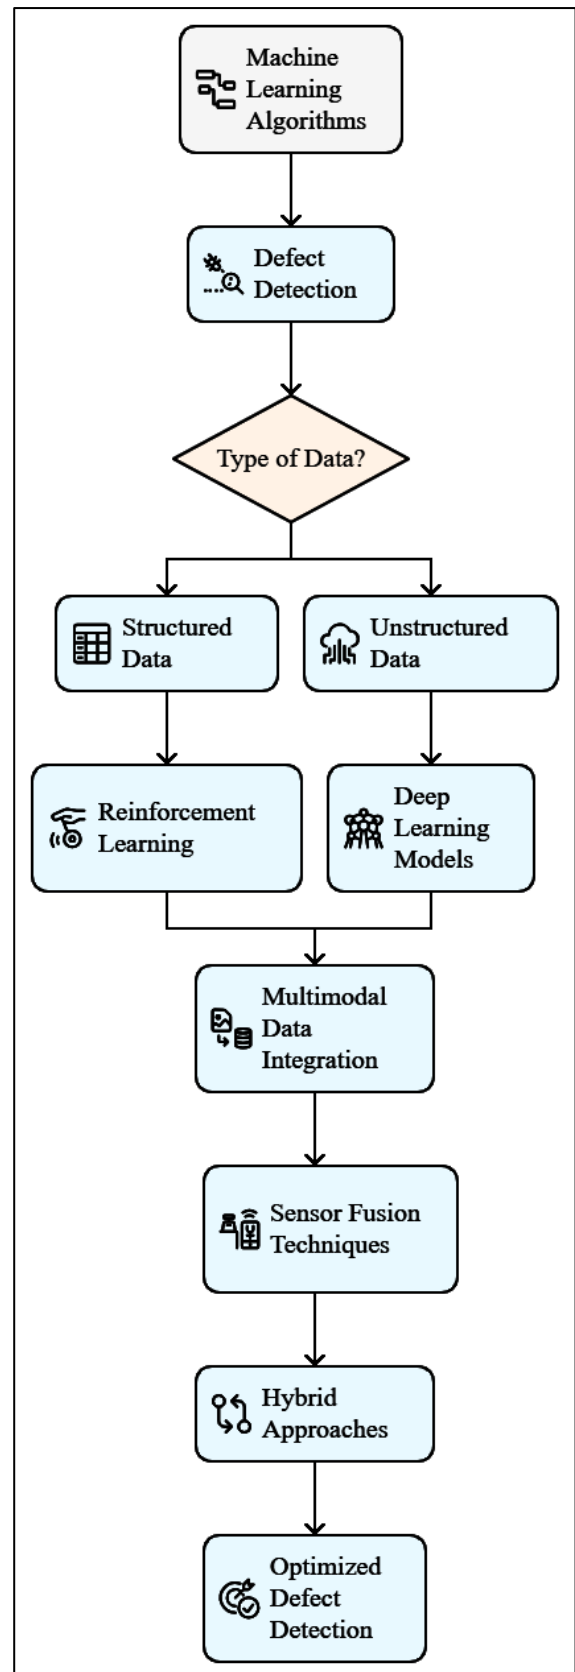 Machine
Learning
Algorithms
Defect
Detection
Type of Data?
Structured
Data
Unstructured
Data
Reinforcement
Learning
Deep
Learning
Models
Multimodal
Data
Integration
Sensor Fusion
Techniques
Hybrid
Approaches
Optimized
Defect
Detection